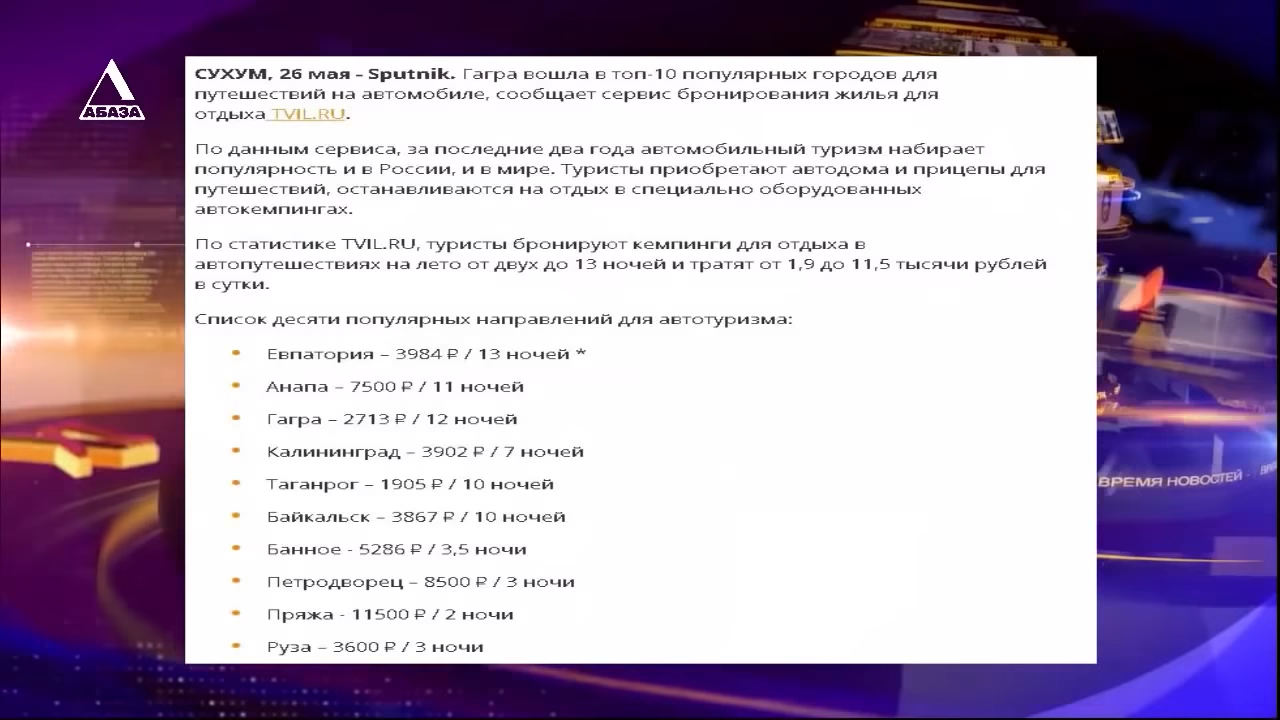 АБАЗА
СУХУМ, 26 мая - Sputnik. Гагра вошла в топ-10 популярных городов для
путешествий на автомобиле, сообщает сервис бронирования жилья для
отдыха TVIL.RU.
По данным сервиса, за последние два года автомобильный туризм набирает
популярность и в России, и в мире. Туристы приобретают автодома и прицепы для
путешествий, останавливаются на отдых в специально оборудованных
автокемпингах.
По статистике TVIL.RU, туристы бронируют кемпинги для отдыха в
автопутешествиях на лето от двух до 13 ночей и тратят от 1,9 до 11,5 тысячи рублей
в сутки.
Список десяти популярных направлений для автотуризма:
• Евпатория – 3984 ₽ / 13 ночей *
• Анапа – 7500 ₽ / 11 ночей
• Гагра – 2713 ₽ / 12 ночей
• Калининград – 3902 ₽ / 7 ночей
• Таганрог – 1905 ₽ / 10 ночей
• Байкальск – 3867 ₽ / 10 ночей
• Банное - 5286 ₽ / 3,5 ночи
• Петродворец – 8500 ₽ / 3 ночи
• Пряжа - 11500 ₽ / 2 ночи
• Руза – 3600 ₽ / 3 ночи
ВРЕМЯ НОВОСТЕЙ